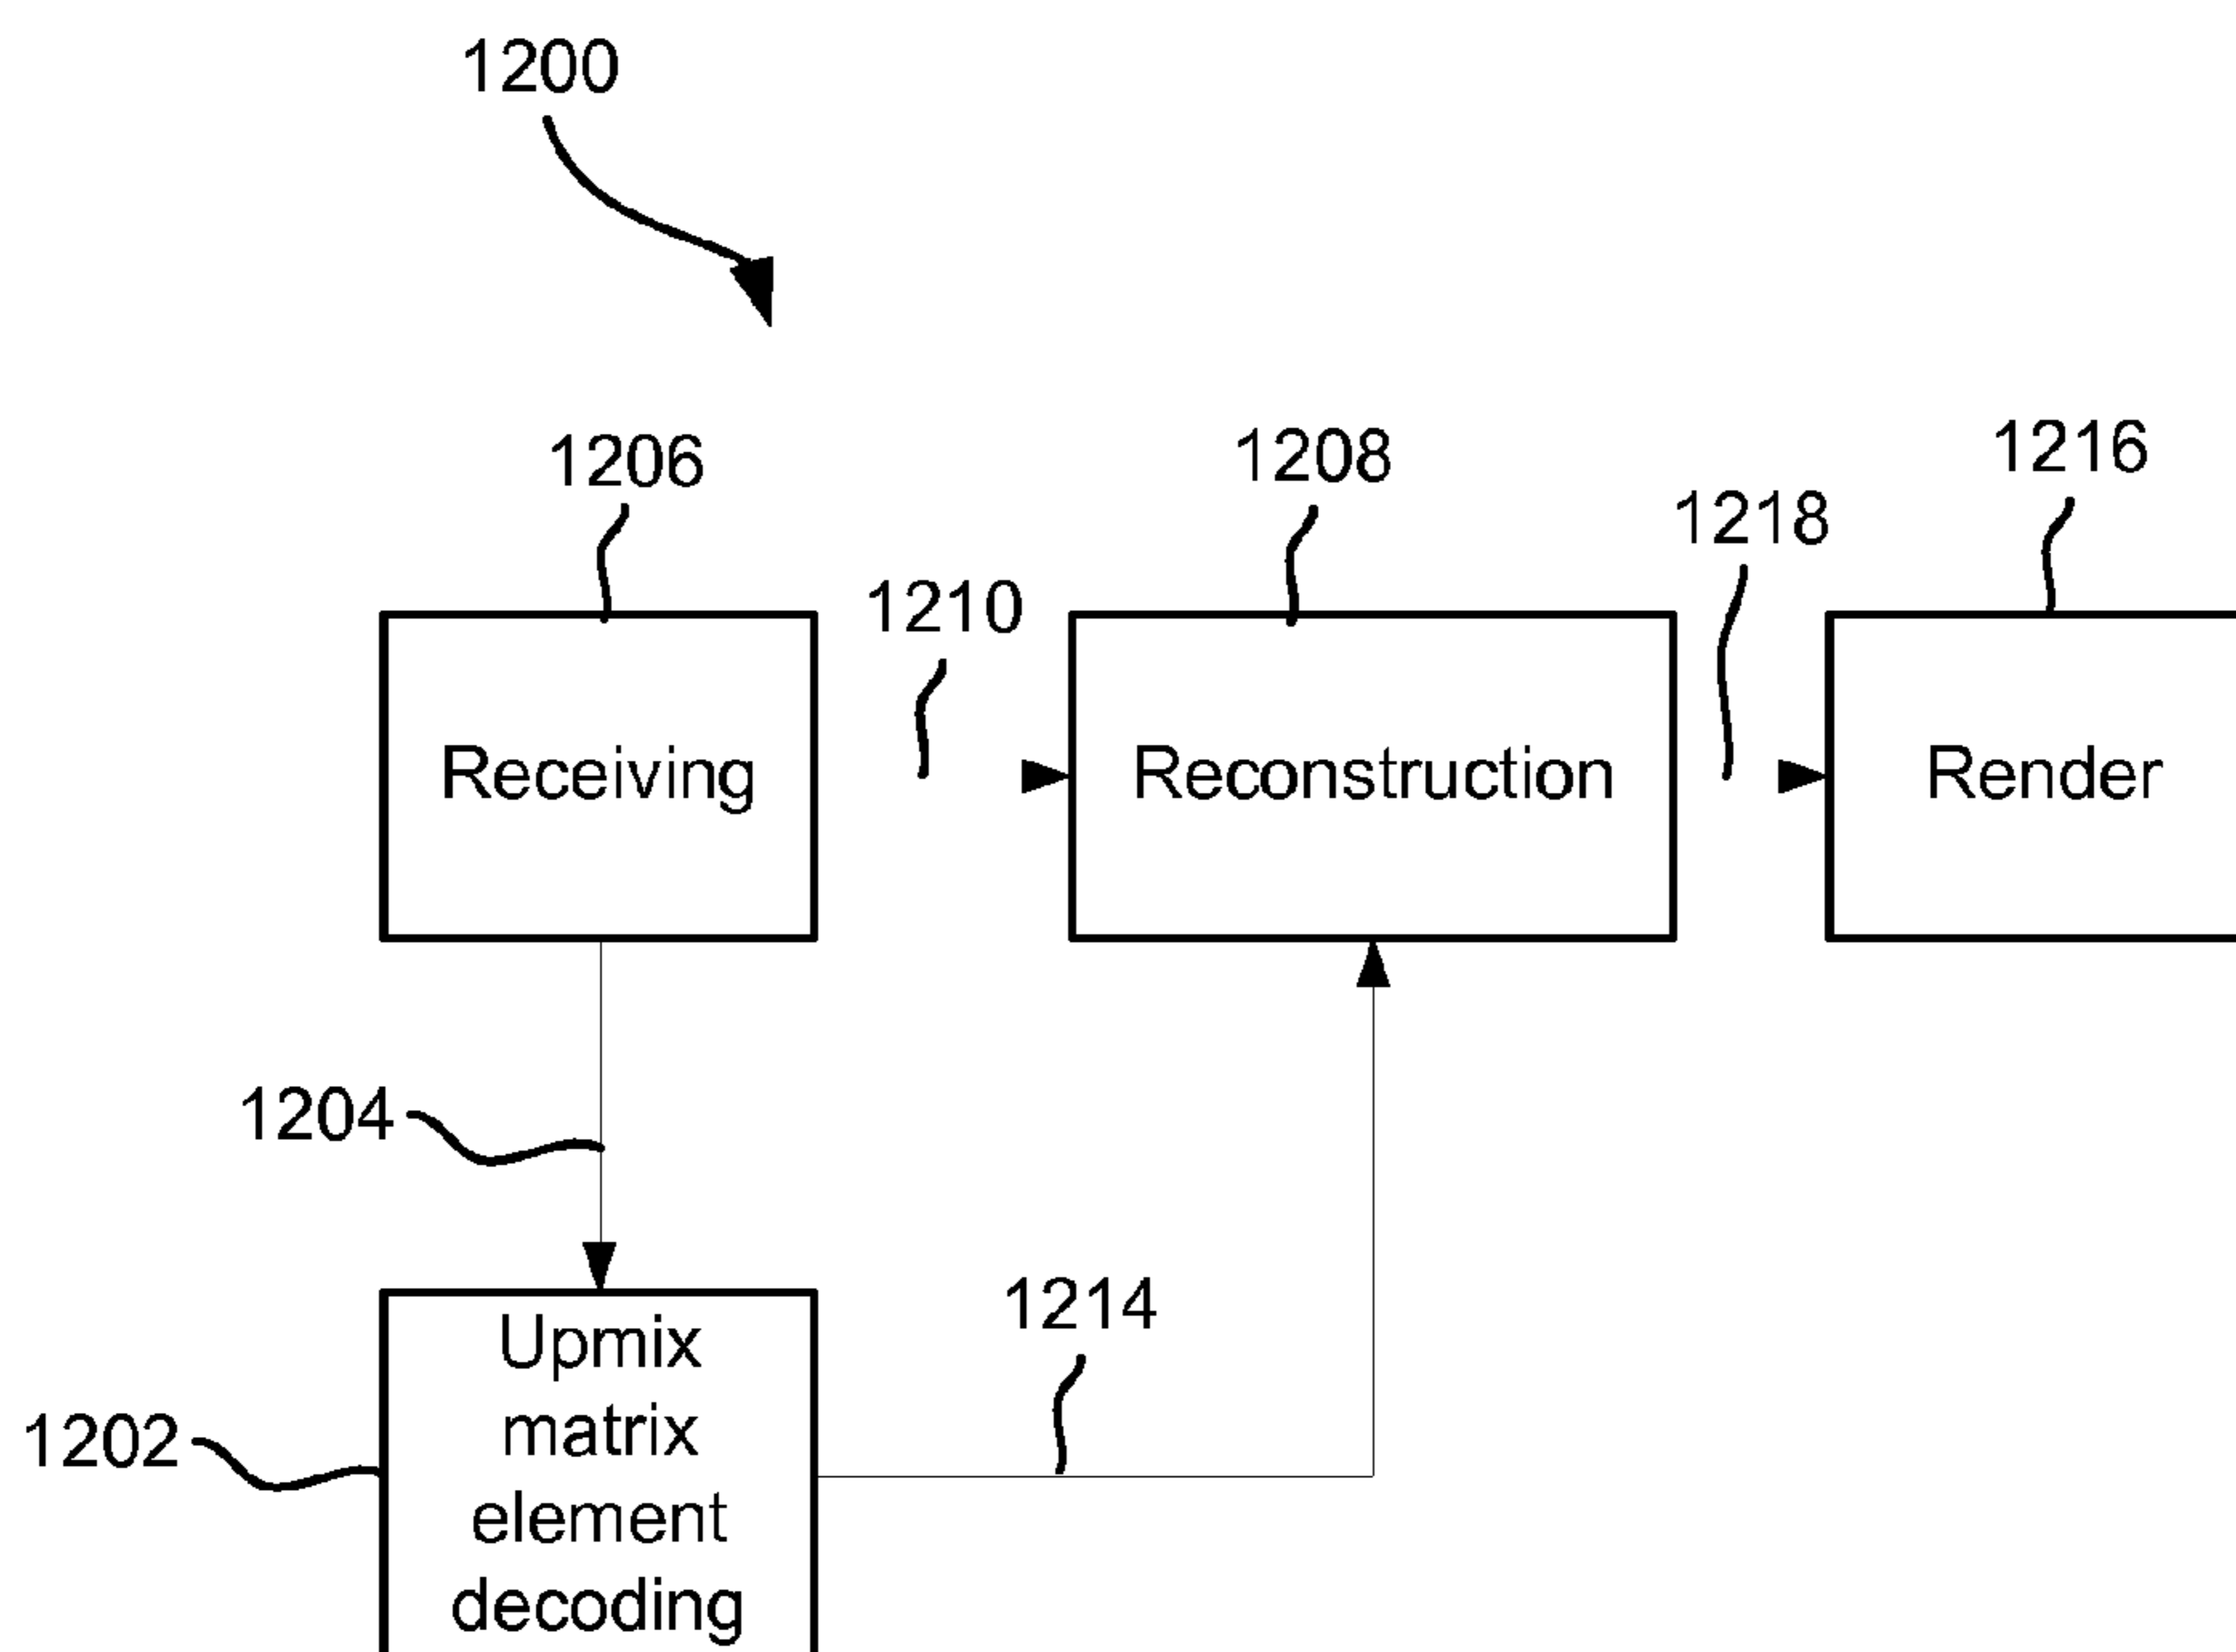 1200
1206
1208
1216
1218
1210
Receiving
Reconstruction
Render
1204
1214
1202
Upmix
matrix
element
decoding